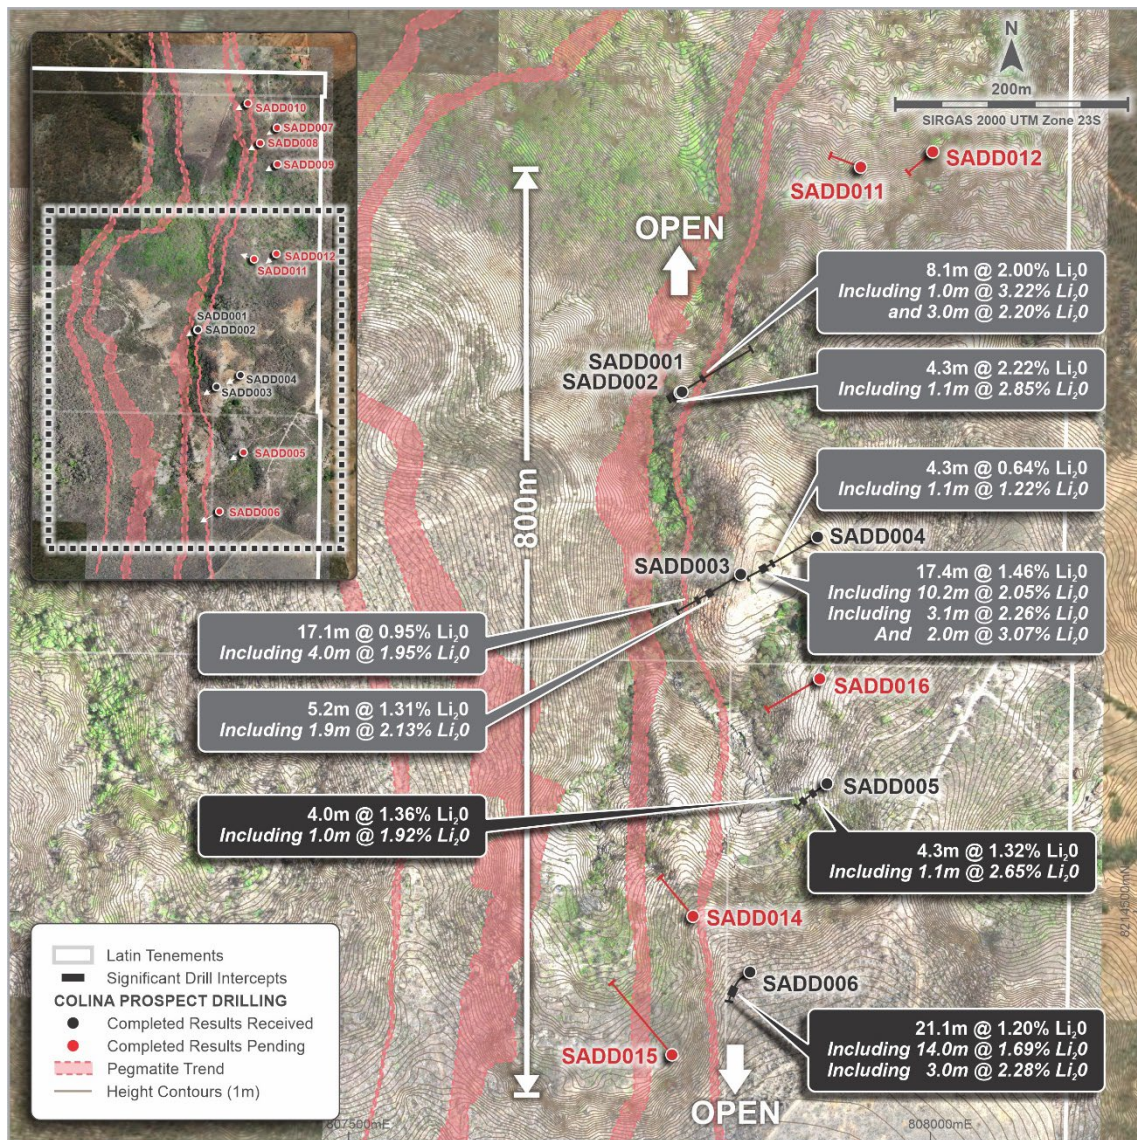 N
200m
SIRGAS 2000 UTM Zone 23S
SADD010
SADD007
SADD008
SADD009
SADD012
SADD011
SADD001
SADD002
SADD004
SADD003
SADD005
SADD006
SADD012
SADD011
OPEN
8.1m @ 2.00% Li₂0
Including 1.0m @ 3.22% Li₂0
and 3.0m @ 2.20% Li₂0
SADD001
SADD002
4.3m @ 2.22% Li₂0
Including 1.1m @ 2.85% Li₂0
800m
4.3m @ 0.64% Li₂0
Including 1.1m @ 1.22% Li₂0
SADD004
SADD003
17.4m @ 1.46% Li₂0
Including 10.2m @ 2.05% Li₂0
Including 3.1m @ 2.26% Li₂0
And 2.0m @ 3.07% Li₂0
17.1m @ 0.95% Li₂0
Including 4.0m @ 1.95% Li₂0
SADD016
5.2m @ 1.31% Li₂0
Including 1.9m @ 2.13% Li₂0
SADD005
4.0m @ 1.36% Li₂0
Including 1.0m @ 1.92% Li₂0
4.3m @ 1.32% Li₂0
Including 1.1m @ 2.65% Li₂0
8214500mN
SADD014
SADD006
21.1m @ 1.20% Li₂0
Including 14.0m @ 1.69% Li₂0
Including 3.0m @ 2.28% Li₂0
SADD015
OPEN
Latin Tenements
Significant Drill Intercepts
COLINA PROSPECT DRILLING
Completed Results Received
Completed Results Pending
Pegmatite Trend
Height Contours (1m)
807500mE
808000mE